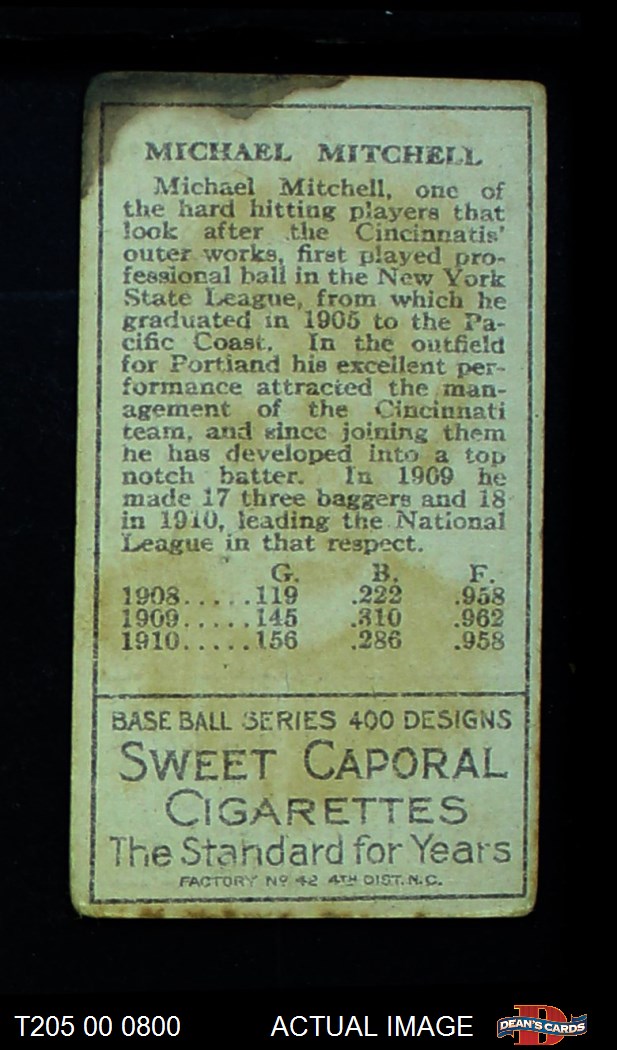 MICHAEL MITCHELL
Michael Mitchell, one of
the hard hitting players that
look after the Cincinnatis'
outer works, first played pro-
fessional ball in the New York
State League, from which he
graduated in 1905 to the Pa-
cific Coast. In the outfield
for Portland his excellent per-
formance attracted the man-
agement of the Cincinnati
team, and since joining them
he has developed into a top
notch batter. In 1909 he
made 17 three baggers and 18
in 1910, leading the National
League in that respect.
G. B. F.
1908.....119 .222 .958
1909.....145 .310 .962
1910.....156 .286 .958
BASE BALL SERIES 400 DESIGNS
SWEET CAPORAL
CIGARETTES
The Standard for Years
FACTORY Nº 42 4TH DIST. N.C.
T205 00 0800 ACTUAL IMAGE DEAN'S CARDS